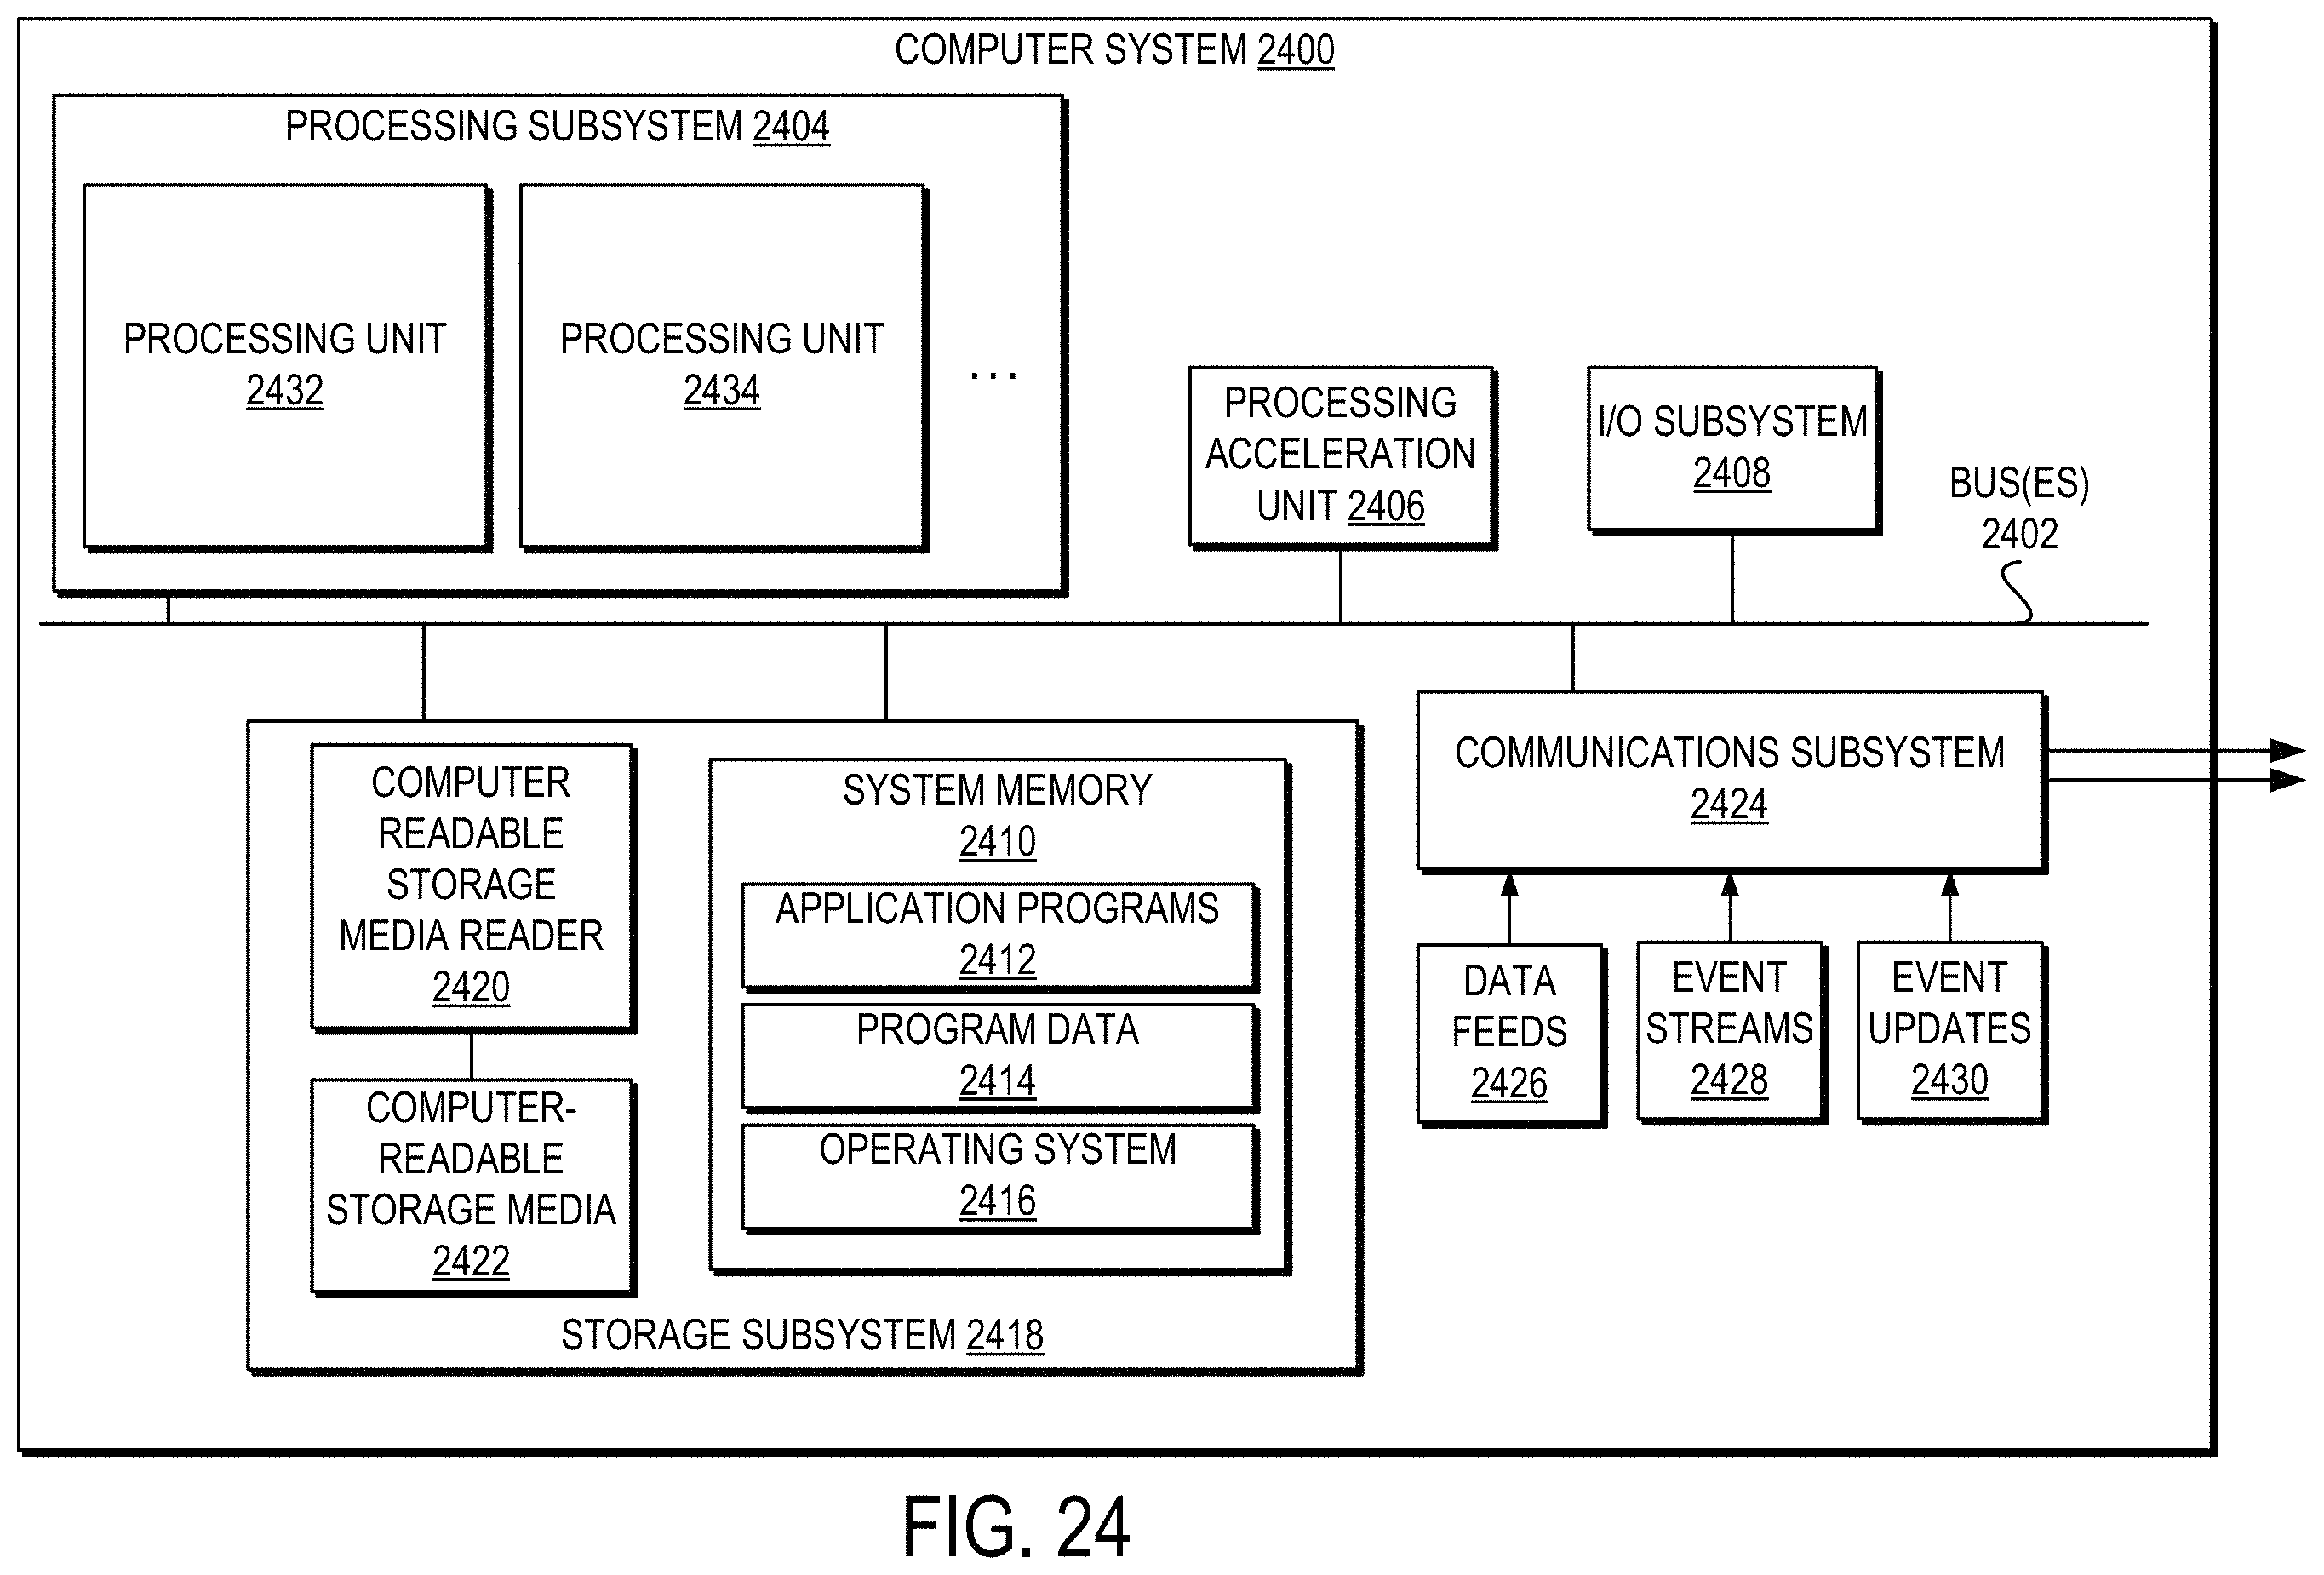 COMPUTER SYSTEM 2400
PROCESSING SUBSYSTEM 2404
PROCESSING UNIT
2432
PROCESSING UNIT
2434
...
PROCESSING
ACCELERATION
UNIT 2406
I/O SUBSYSTEM
2408
BUS(ES)
2402
COMPUTER
READABLE
STORAGE
MEDIA READER
2420
COMPUTER-
READABLE
STORAGE MEDIA
2422
SYSTEM MEMORY
2410
APPLICATION PROGRAMS
2412
PROGRAM DATA
2414
OPERATING SYSTEM
2416
STORAGE SUBSYSTEM 2418
COMMUNICATIONS SUBSYSTEM
2424
DATA
FEEDS
2426
EVENT
STREAMS
2428
EVENT
UPDATES
2430
FIG. 24